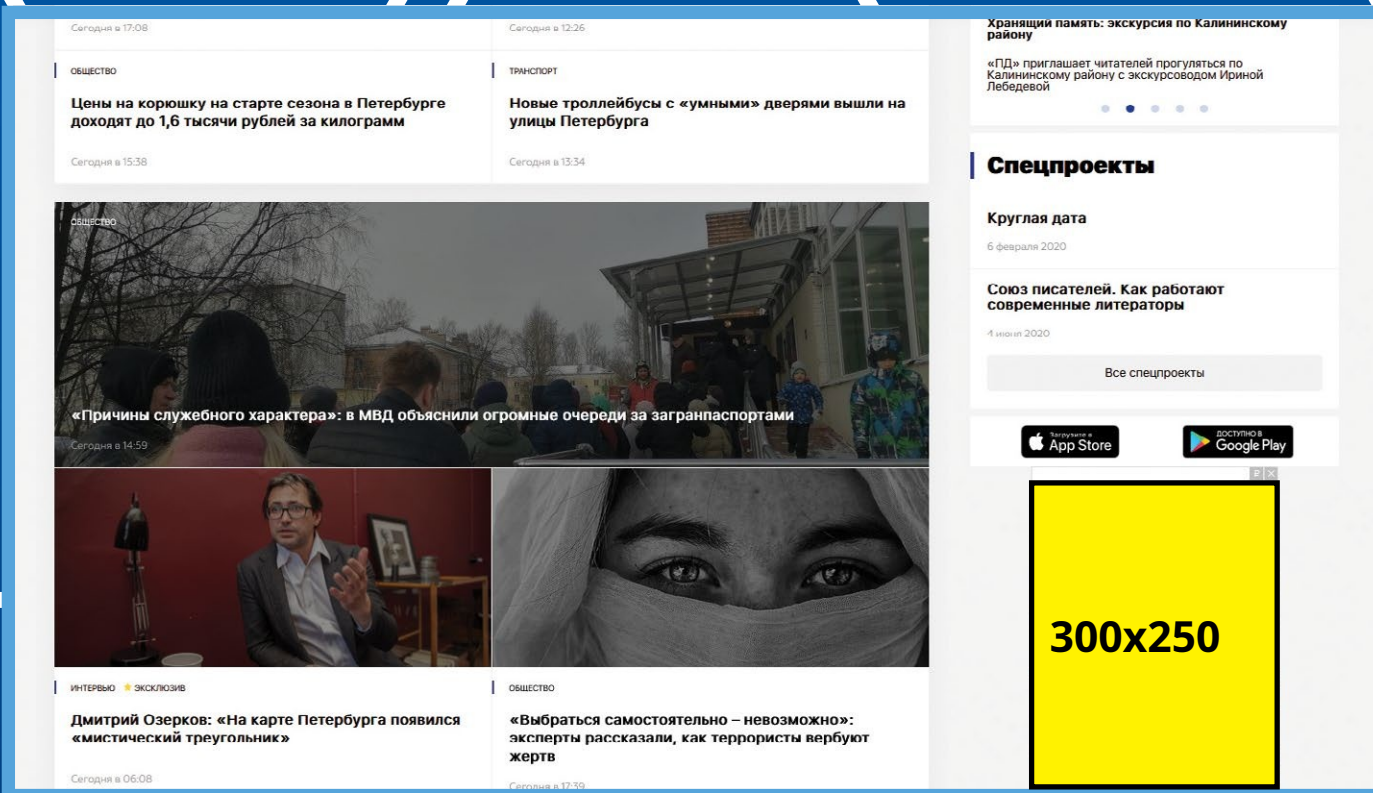 Сегодня в 17:08
Сегодня в 12:26
ОБЩЕСТВО
Цены на корюшку на старте сезона в Петербурге
доходят до 1,6 тысячи рублей за килограмм
Сегодня в 15:38
ТРАНСПОРТ
Новые троллейбусы с «умными» дверями вышли на
улицы Петербурга
Сегодня в 13:34
ОБЩЕСТВО
«Причины служебного характера»: в МВД объяснили огромные очереди за загранпаспортами
Сегодня в 14:59
ИНТЕРВЬЮ ЭКСКЛЮЗИВ
Дмитрий Озерков: «На карте Петербурга появился
«мистический треугольник»
Сегодня в 06:08
ОБЩЕСТВО
«Выбраться самостоятельно – невозможно»:
эксперты рассказали, как террористы вербуют
жертв
Сегодня в 17:39
Хранящий память: экскурсия по Калининскому
району
«ПД» приглашает читателей прогуляться по
Калининскому району с экскурсоводом Ириной
Лебедевой
Спецпроекты
Круглая дата
6 февраля 2020
Союз писателей. Как работают
современные литераторы
4 июня 2020
Все спецпроекты
Загрузите в
App Store
ДОСТУПНО В
Google Play
300x250